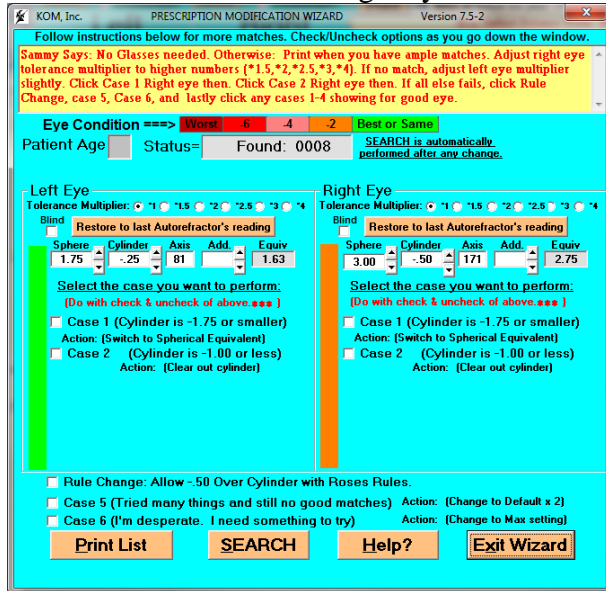 KOM, Inc. PRESCRIPTION MODIFICATION WIZARD Version 7.5-2
Follow instructions below for more matches. Check/Uncheck options as you go down the window.
Sammy Says: No Glasses needed. Otherwise: Print when you have ample matches. Adjust right eye
tolerance multiplier to higher numbers (*1.5,*2,*2.5,*3,*4). If no match, adjust left eye multiplier
slightly. Click Case 1 Right eye then. Click Case 2 Right eye then. If all else fails, click Rule
Change, case 5, Case 6, and lastly click any cases 1-4 showing for good eye.
Eye Condition ===> Worst -6 -4 -2 Best or Same
Patient Age Status= Found: 0008 SEARCH is automatically
performed after any change.
Left Eye
Tolerance Multiplier: *1 *1.5 *2 *2.5 *3 *4
Blind Restore to last Autorefractor's reading
Sphere Cylinder Axis Add. Equiv
1.75 -.25 81 1.63
Select the case you want to perform:
(Do with check & uncheck of above.*** )
Case 1 (Cylinder is -1.75 or smaller)
Action: (Switch to Spherical Equivalent)
Case 2 (Cylinder is -1.00 or less)
Action: (Clear out cylinder)
Right Eye
Tolerance Multiplier: *1 *1.5 *2 *2.5 *3 *4
Blind Restore to last Autorefractor's reading
Sphere Cylinder Axis Add. Equiv
3.00 -.50 171 2.75
Select the case you want to perform:
(Do with check & uncheck of above.*** )
Case 1 (Cylinder is -1.75 or smaller)
Action: (Switch to Spherical Equivalent)
Case 2 (Cylinder is -1.00 or less)
Action: (Clear out cylinder)
Rule Change: Allow -.50 Over Cylinder with Roses Rules.
Case 5 (Tried many things and still no good matches) Action: (Change to Default x 2)
Case 6 (I'm desperate. I need something to try) Action: (Change to Max setting)
Print List SEARCH Help? Exit Wizard